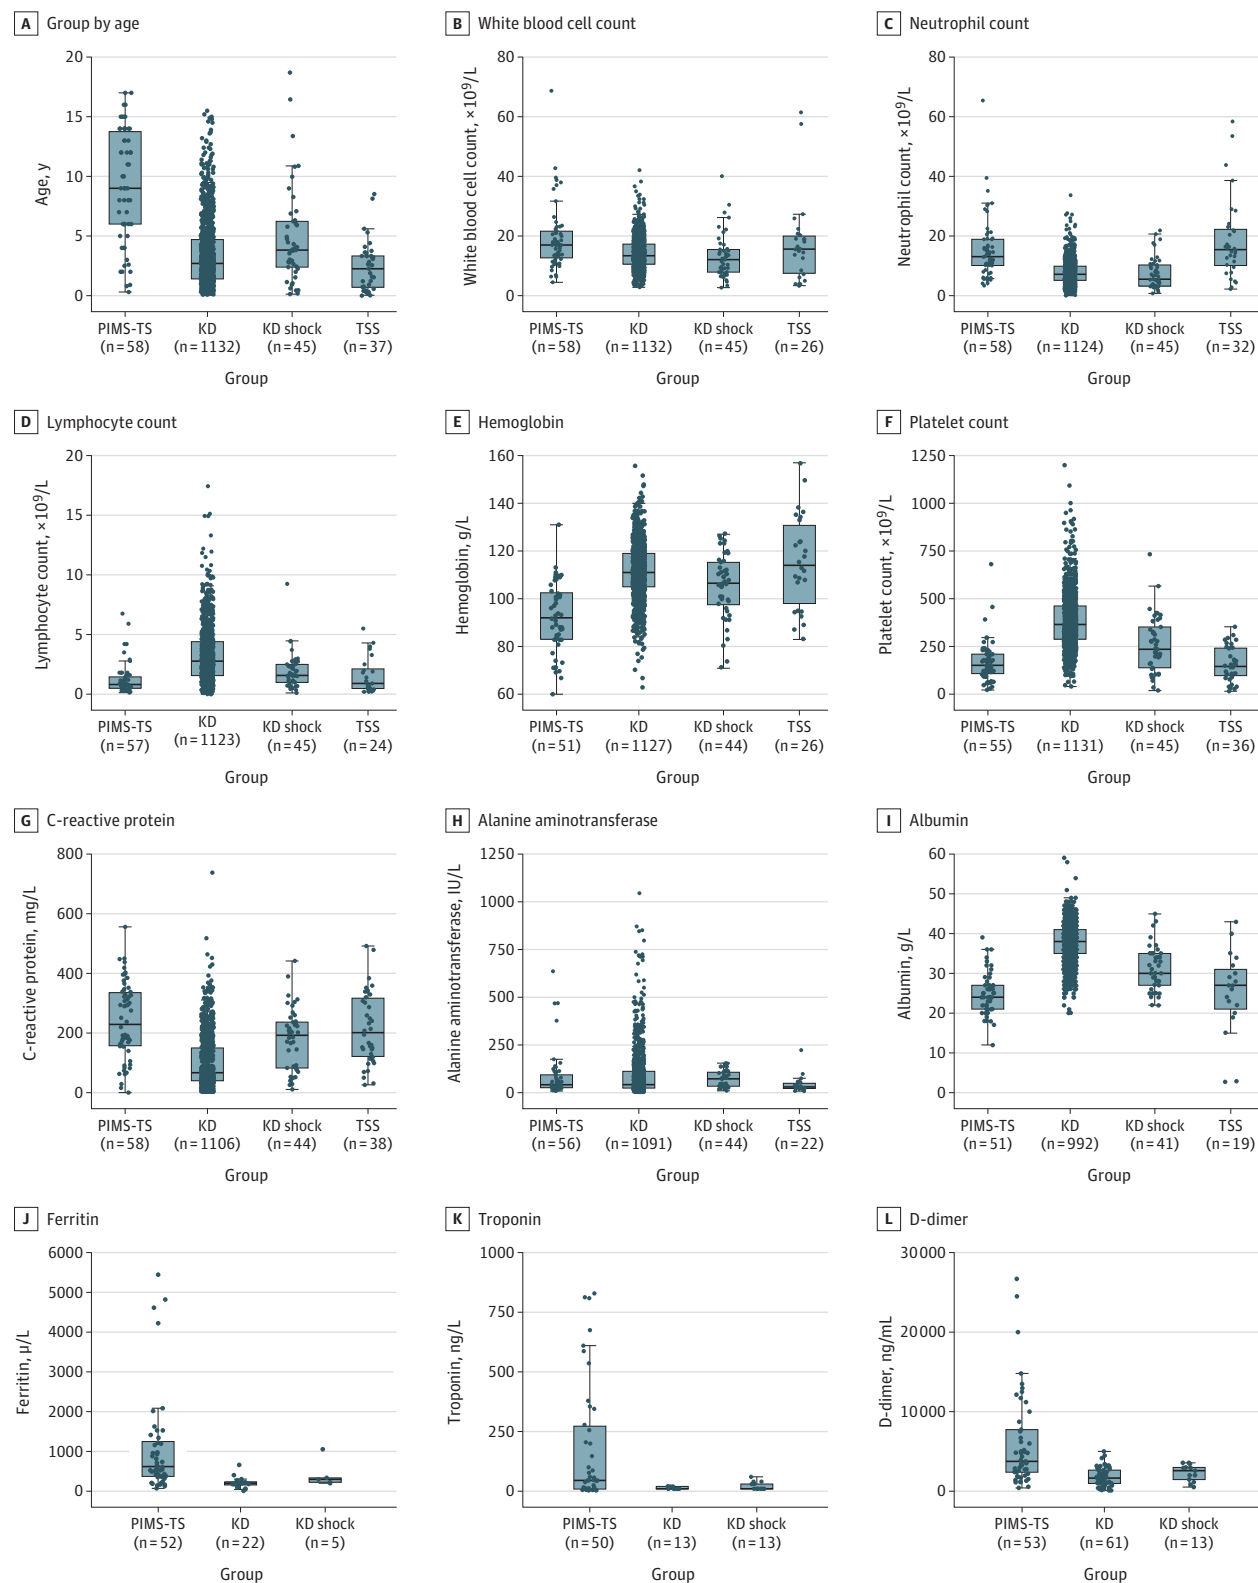 A Group by age
20
15
10
5
0
Age, y
PIMS-TS KD KD shock TSS
(n=58) (n=1132) (n=45) (n=37)
Group
B White blood cell count
80
60
40
20
0
White blood cell count, ×10⁹/L
PIMS-TS KD KD shock TSS
(n=58) (n=1132) (n=45) (n=26)
Group
C Neutrophil count
80
60
40
20
0
Neutrophil count, ×10⁹/L
PIMS-TS KD KD shock TSS
(n=58) (n=1124) (n=45) (n=32)
Group
D Lymphocyte count
20
15
10
5
0
Lymphocyte count, ×10⁹/L
PIMS-TS KD KD shock TSS
(n=57) (n=1123) (n=45) (n=24)
Group
E Hemoglobin
160
140
120
100
80
60
Hemoglobin, g/L
PIMS-TS KD KD shock TSS
(n=51) (n=1127) (n=44) (n=26)
Group
F Platelet count
1250
1000
750
500
250
0
Platelet count, ×10⁹/L
PIMS-TS KD KD shock TSS
(n=55) (n=1131) (n=45) (n=36)
Group
G C-reactive protein
800
600
400
200
0
C-reactive protein, mg/L
PIMS-TS KD KD shock TSS
(n=58) (n=1106) (n=44) (n=38)
Group
H Alanine aminotransferase
1250
1000
750
500
250
0
Alanine aminotransferase, IU/L
PIMS-TS KD KD shock TSS
(n=56) (n=1091) (n=44) (n=22)
Group
I Albumin
60
50
40
30
20
10
0
Albumin, g/L
PIMS-TS KD KD shock TSS
(n=51) (n=992) (n=41) (n=19)
Group
J Ferritin
6000
5000
4000
3000
2000
1000
0
Ferritin, μ/L
PIMS-TS KD KD shock
(n=52) (n=22) (n=5)
Group
K Troponin
1000
750
500
250
0
Troponin, ng/L
PIMS-TS KD KD shock
(n=50) (n=13) (n=13)
Group
L D-dimer
30000
20000
10000
0
D-dimer, ng/mL
PIMS-TS KD KD shock
(n=53) (n=61) (n=13)
Group